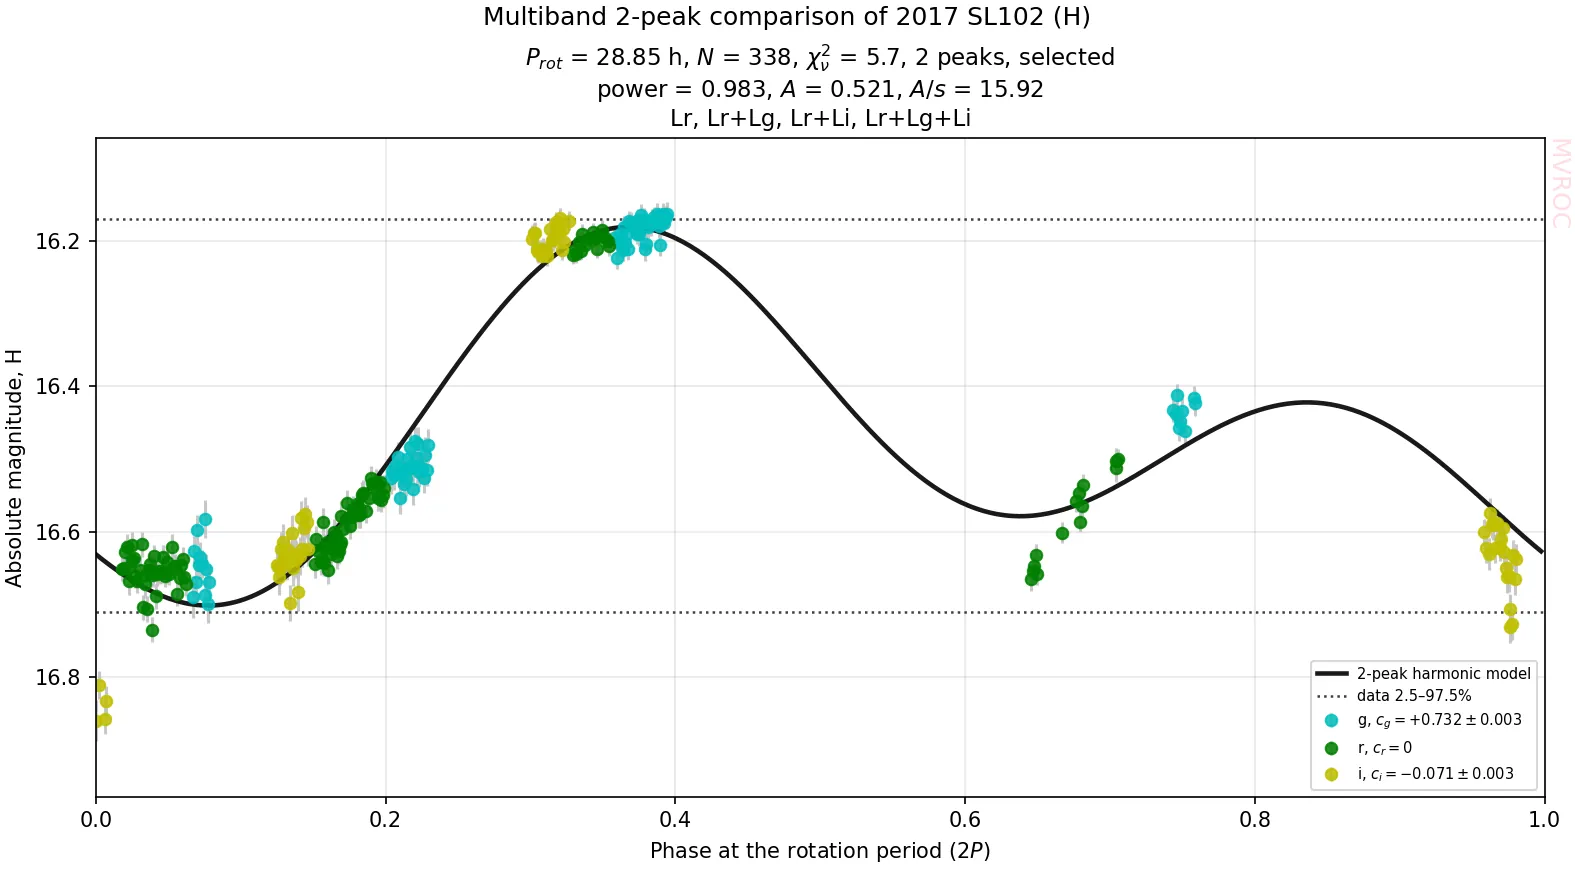 Multiband 2-peak comparison of 2017 SL102 (H)
P_rot = 28.85 h, N = 338, χ²_ν = 5.7, 2 peaks, selected
power = 0.983, A = 0.521, A/s = 15.92
Lr, Lr+Lg, Lr+Li, Lr+Lg+Li
MVROC
Absolute magnitude, H
16.2
16.4
16.6
16.8
2-peak harmonic model
data 2.5–97.5%
g, c_g = +0.732 ± 0.003
r, c_r = 0
i, c_i = −0.071 ± 0.003
0.0
0.2
0.4
0.6
0.8
1.0
Phase at the rotation period (2P)